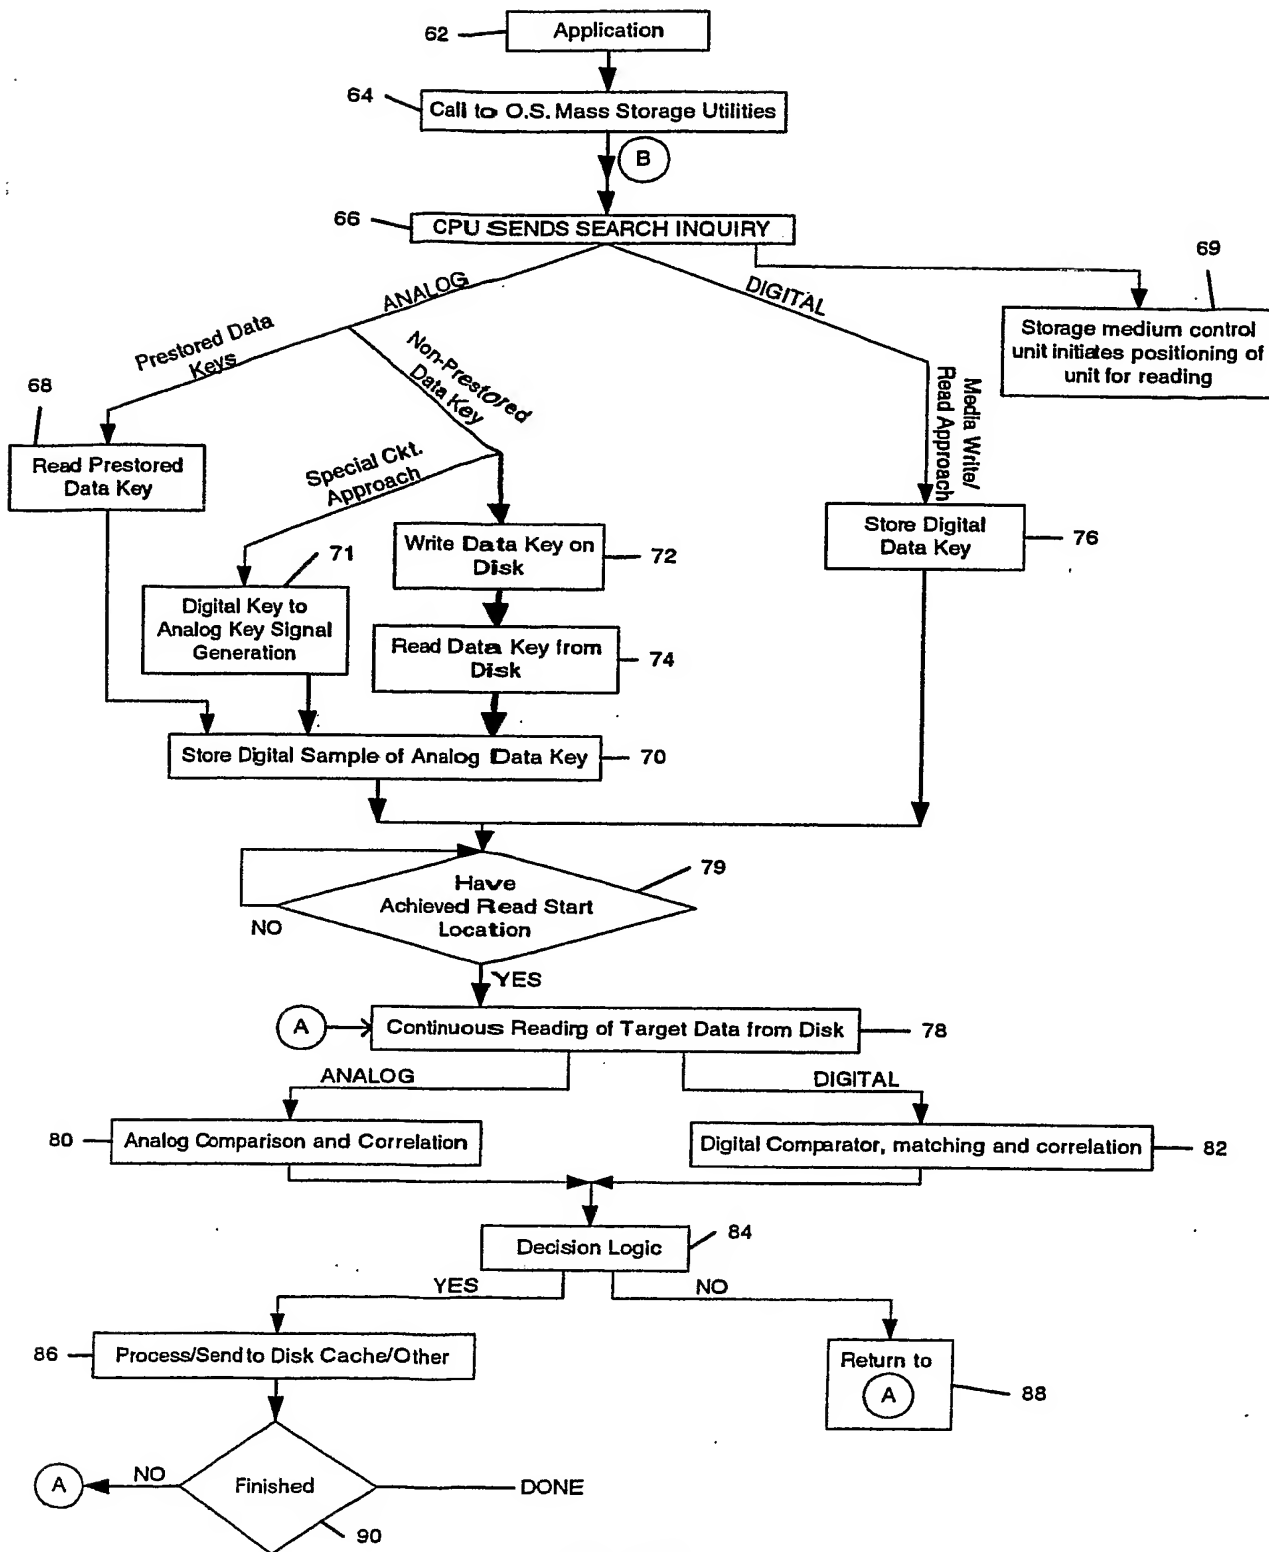 62
Application
64
Call to O.S. Mass Storage Utilities
B
66
CPU SENDS SEARCH INQUIRY
69
ANALOG
DIGITAL
Storage medium control
unit initiates positioning of
unit for reading
Prestored Data
Keys
Non-Prestored
Data Key
Media Write/
Read Approach
68
Read Prestored
Data Key
Special Ckt.
Approach
Write Data Key on
Disk
72
Store Digital
Data Key
76
71
Digital Key to
Analog Key Signal
Generation
Read Data Key from
Disk
74
Store Digital Sample of Analog Data Key
70
79
Have
Achieved Read Start
Location
NO
YES
A
Continuous Reading of Target Data from Disk
78
ANALOG
DIGITAL
80
Analog Comparison and Correlation
Digital Comparator, matching and correlation
82
Decision Logic
84
YES
NO
86
Process/Send to Disk Cache/Other
Return to
A
88
A
NO
Finished
DONE
90